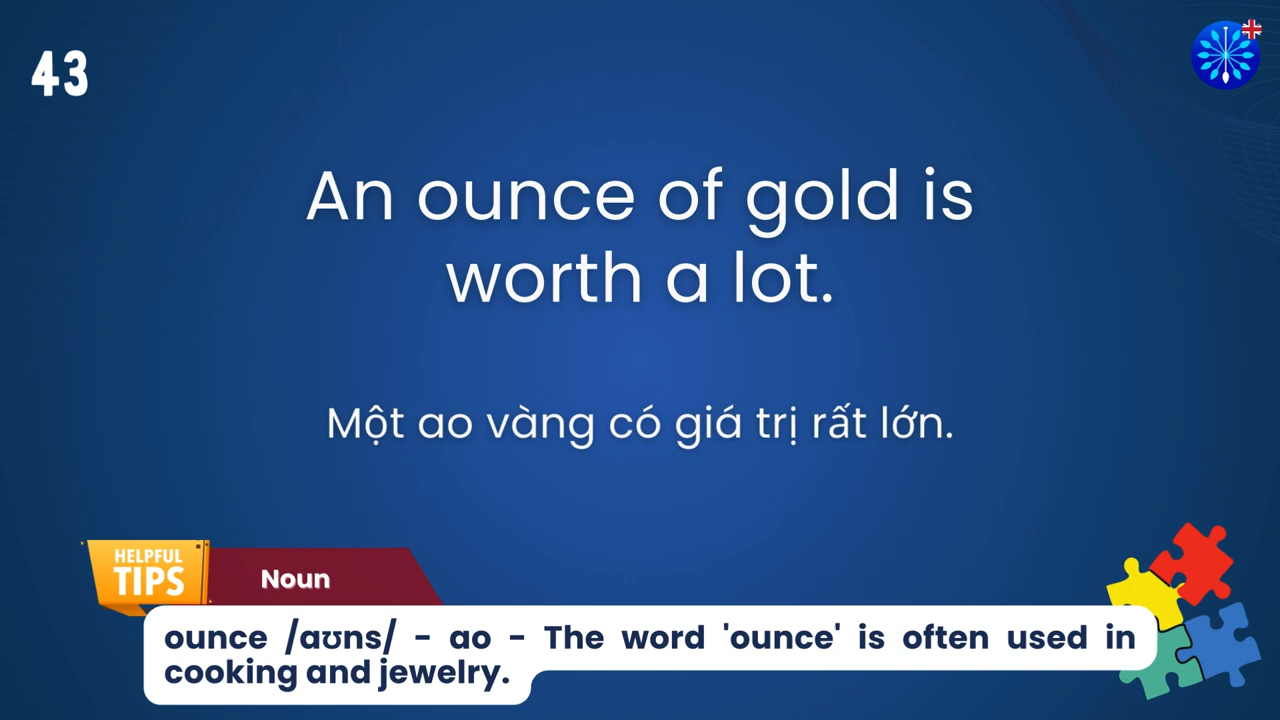 43
An ounce of gold is
worth a lot.
Một ao vàng có giá trị rất lớn.
HELPFUL
TIPS
Noun
ounce /aʊns/ - ao - The word 'ounce' is often used in
cooking and jewelry.